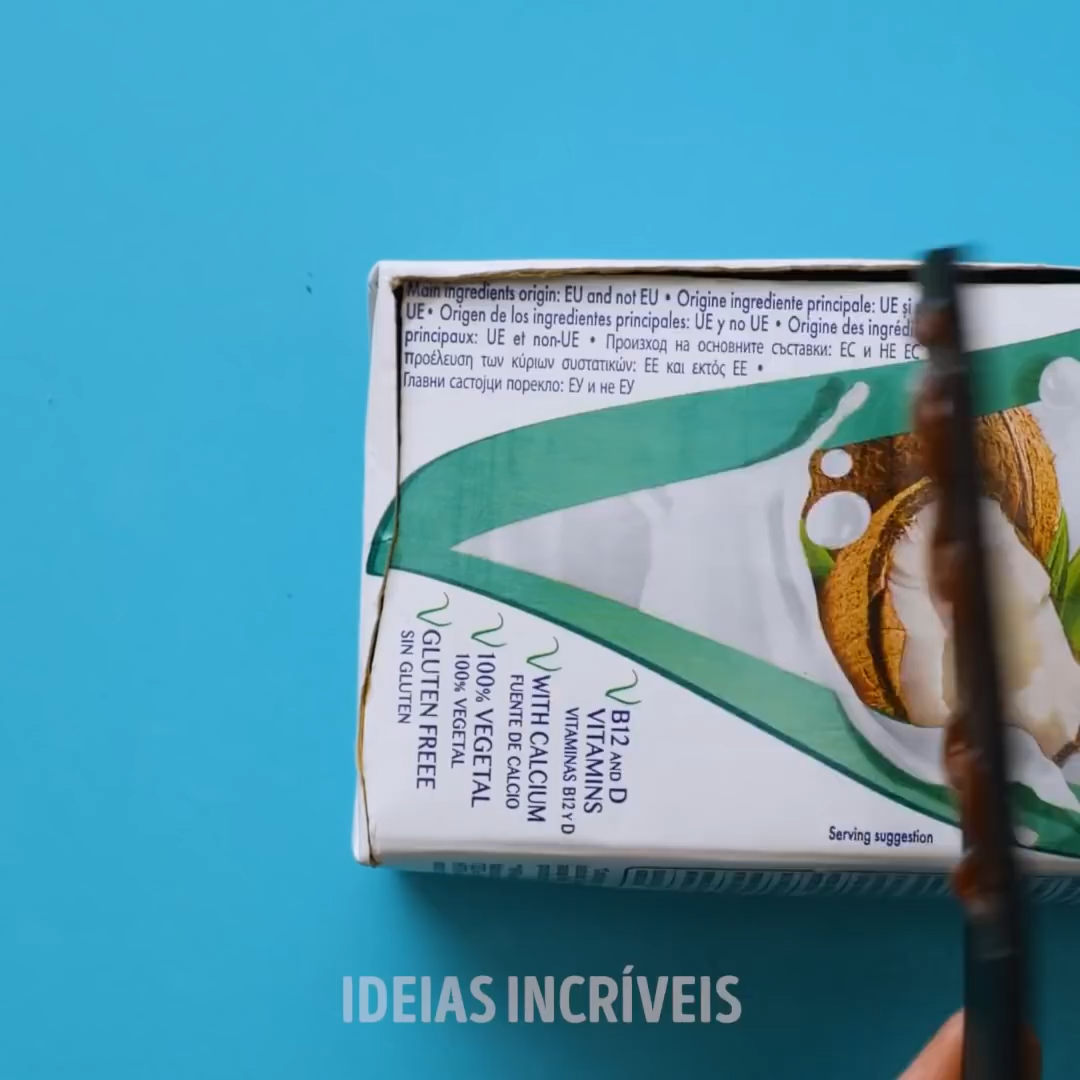 Main ingredients origin: EU and not EU • Origine ingrediente principale: UE și
UE • Origen de los ingredientes principales: UE y no UE • Origine des ingréd
principaux: UE et non-UE • Произход на основните съставки: ЕС и НЕ ЕС
προέλευση των κύριων συστατικών: ΕΕ και εκτός ΕΕ •
Главни састојци порекло: ЕУ и не ЕУ
B12 AND D
VITAMINS
VITAMINAS B12 Y D
WITH CALCIUM
FUENTE DE CALCIO
100% VEGETAL
100% VEGETAL
GLUTEN FREEE
SIN GLUTEN
Serving suggestion
IDEIAS INCRÍVEIS